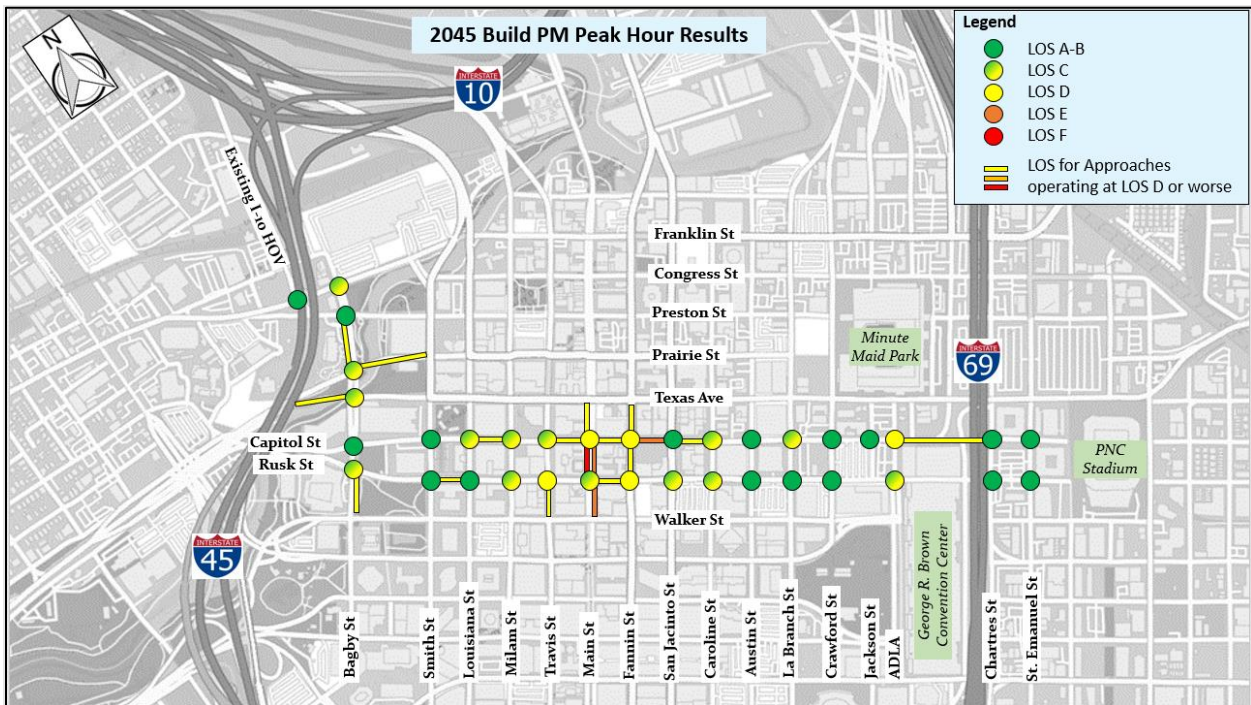 2045 Build PM Peak Hour Results
Legend
LOS A-B
LOS C
LOS D
LOS E
LOS F
LOS for Approaches
operating at LOS D or worse
N
INTERSTATE
10
Existing I-10 HOV
Franklin St
Congress St
Preston St
Prairie St
Texas Ave
Minute
Maid Park
INTERSTATE
69
Capitol St
Rusk St
PNC
Stadium
Walker St
INTERSTATE
45
Bagby St
Smith St
Louisiana St
Milam St
Travis St
Main St
Fannin St
San Jacinto St
Caroline St
Austin St
La Branch St
Crawford St
Jackson St
ADLA
George R. Brown
Convention Center
Chartres St
St. Emanuel St